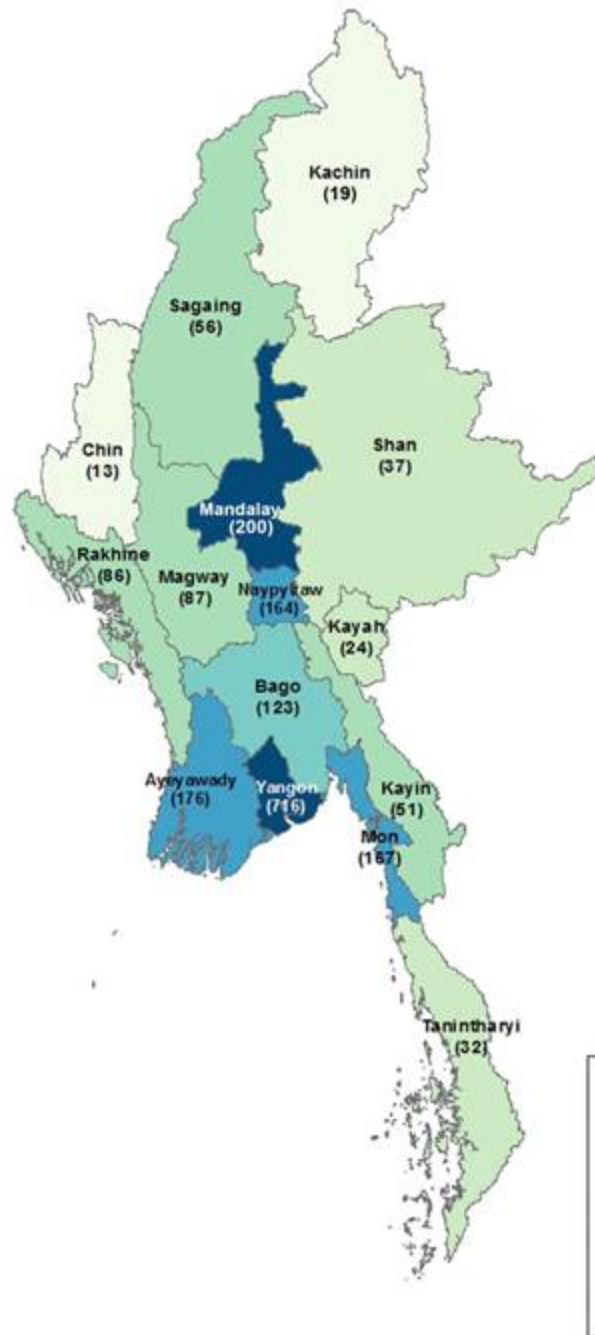 Kachin
(19)
Sagaing
(56)
Chin
(13)
Shan
(37)
Mandalay
(200)
Rakhine
(86)
Magway
(87)
Naypyitaw
(164)
Kayah
(24)
Bago
(123)
Ayeyawady
(176)
Yangon
(716)
Kayin
(51)
Mon
(167)
Tanintharyi
(32)